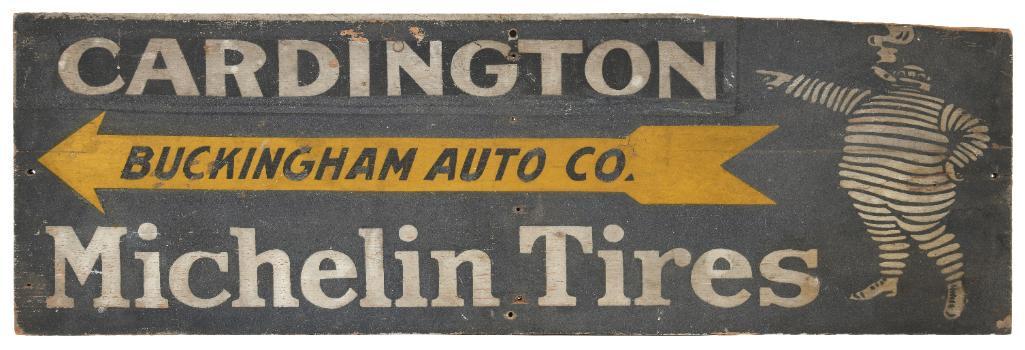 CARDINGTON
BUCKINGHAM AUTO CO.
Michelin Tires